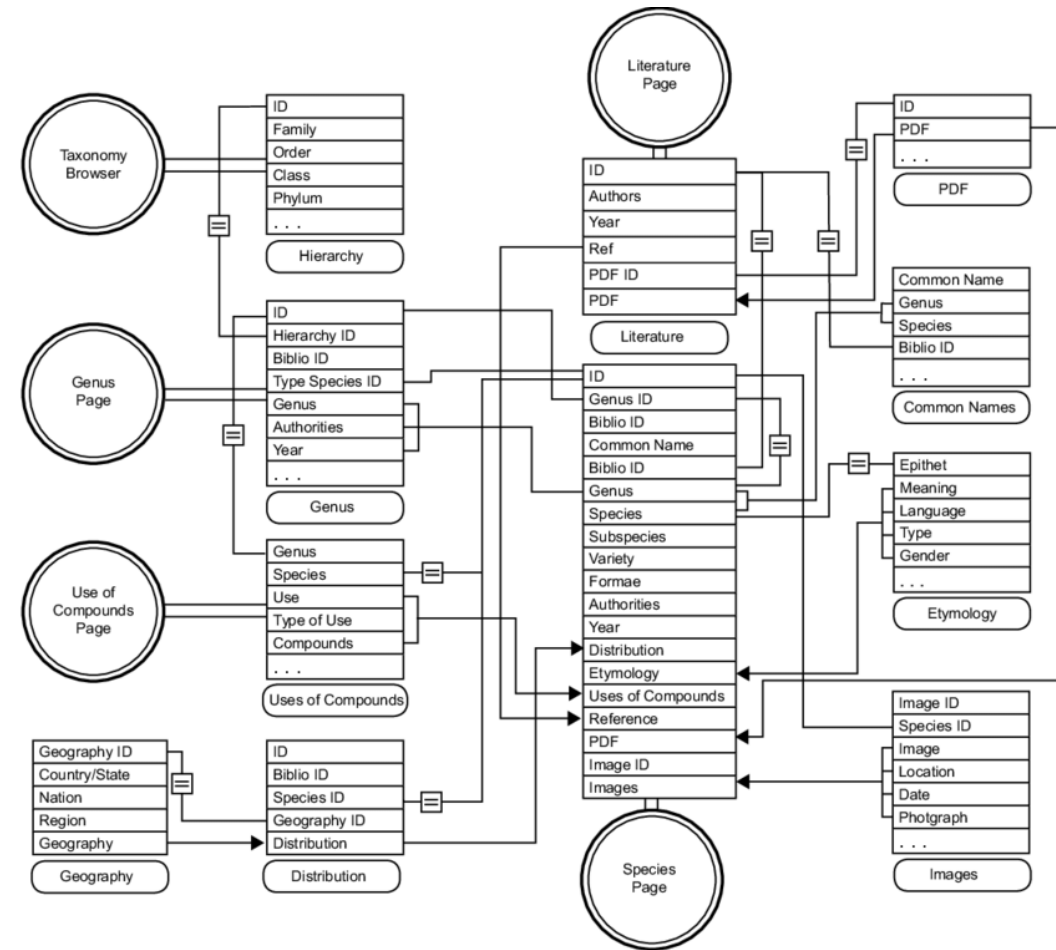 Taxonomy
Browser
ID
Family
Order
Class
Phylum
. . .
Hierarchy
Genus
Page
ID
Hierarchy ID
Biblio ID
Type Species ID
Genus
Authorities
Year
. . .
Genus
Use of
Compounds
Page
Genus
Species
Use
Type of Use
Compounds
. . .
Uses of Compounds
Geography ID
Country/State
Nation
Region
Geography
Geography
ID
Biblio ID
Species ID
Geography ID
Distribution
Distribution
Literature
Page
ID
Authors
Year
Ref
PDF ID
PDF
Literature
ID
Genus ID
Biblio ID
Common Name
Biblio ID
Genus
Species
Subspecies
Variety
Formae
Authorities
Year
Distribution
Etymology
Uses of Compounds
Reference
PDF
Image ID
Images
Species
Page
ID
PDF
. . .
PDF
Common Name
Genus
Species
Biblio ID
. . .
Common Names
Epithet
Meaning
Language
Type
Gender
. . .
Etymology
Image ID
Species ID
Image
Location
Date
Photgraph
. . .
Images